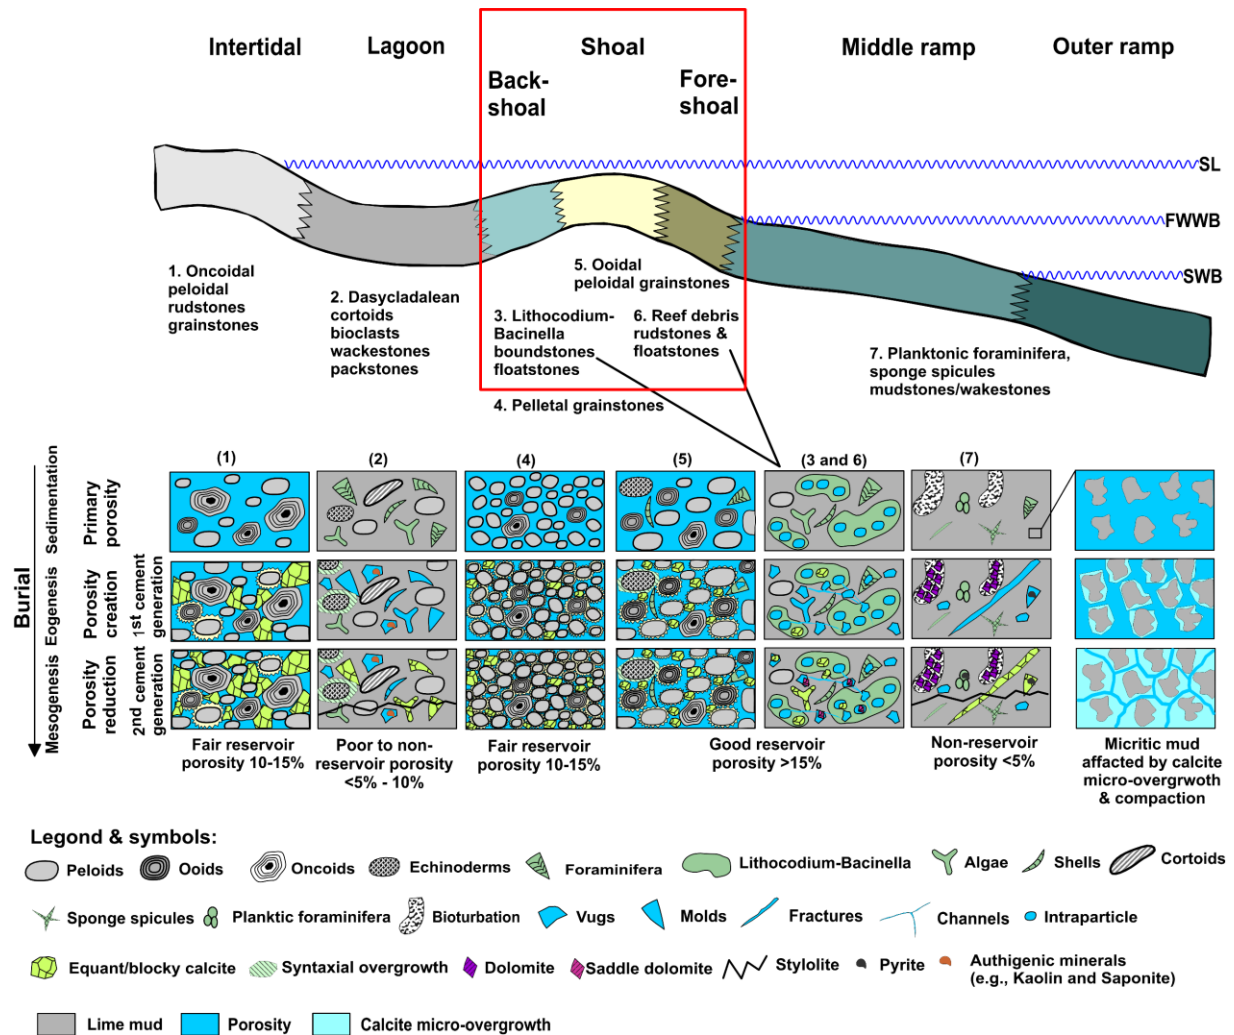 Intertidal
Lagoon
Shoal
Middle ramp
Outer ramp
Back-
shoal
Fore-
shoal
SL
FWWB
SWB
1. Oncoidal
peloidal
rudstones
grainstones
2. Dasycladalean
cortoids
bioclasts
wackestones
packstones
3. Lithocodium-
Bacinella
boundstones
floatstones
4. Pelletal grainstones
5. Ooidal
peloidal grainstones
6. Reef debris
rudstones &
floatstones
7. Planktonic foraminifera,
sponge spicules
mudstones/wakestones
(1)
(2)
(4)
(5)
(3 and 6)
(7)
Burial
Sedimentation
Primary
porosity
Eogenesis
Porosity
creation
1st cement
generation
Mesogenesis
Porosity
reduction
2nd cement
generation
Fair reservoir
porosity 10-15%
Poor to non-
reservoir porosity
<5% - 10%
Fair reservoir
porosity 10-15%
Good reservoir
porosity >15%
Non-reservoir
porosity <5%
Micritic mud
affacted by calcite
micro-overgrwoth
& compaction
Legond & symbols:
Peloids
Ooids
Oncoids
Echinoderms
Foraminifera
Lithocodium-Bacinella
Algae
Shells
Cortoids
Sponge spicules
Planktic foraminifera
Bioturbation
Vugs
Molds
Fractures
Channels
Intraparticle
Equant/blocky calcite
Syntaxial overgrowth
Dolomite
Saddle dolomite
Stylolite
Pyrite
Authigenic minerals
(e.g., Kaolin and Saponite)
Lime mud
Porosity
Calcite micro-overgrowth